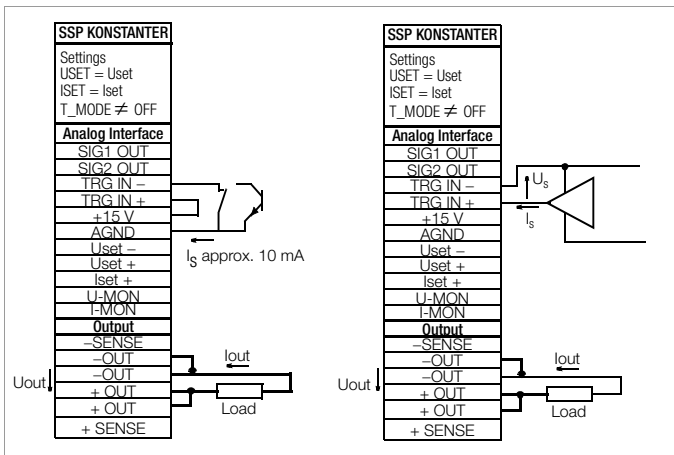 SSP KONSTANTER
Settings
USET = Uset
ISET = Iset
T_MODE ≠ OFF
Analog Interface
SIG1 OUT
SIG2 OUT
TRG IN –
TRG IN +
+15 V
AGND
Uset –
Uset +
Iset +
U-MON
I-MON
Output
–SENSE
–OUT
–OUT
+ OUT
+ OUT
+ SENSE
IS approx. 10 mA
Iout
Uout
Load
SSP KONSTANTER
Settings
USET = Uset
ISET = Iset
T_MODE ≠ OFF
Analog Interface
SIG1 OUT
SIG2 OUT
TRG IN –
TRG IN +
+15 V
AGND
Uset –
Uset +
Iset +
U-MON
I-MON
Output
–SENSE
–OUT
–OUT
+ OUT
+ OUT
+ SENSE
Us
Is
Iout
Uout
Load